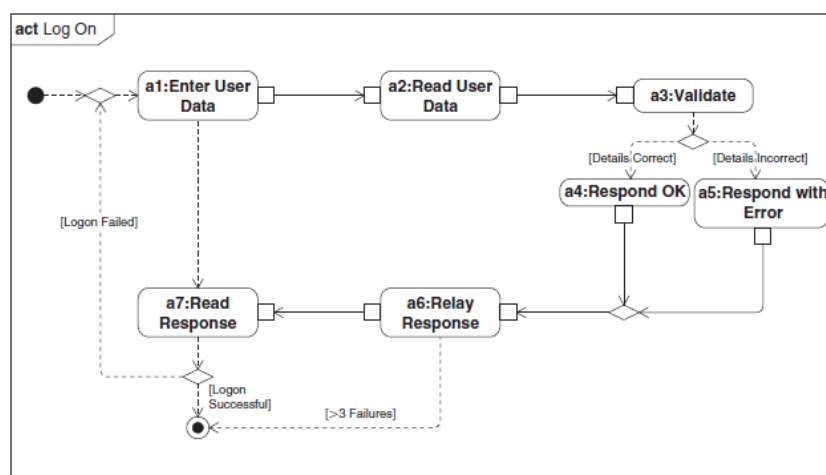 act Log On
a1:Enter User
Data
a2:Read User
Data
a3:Validate
[Details Correct]
[Details Incorrect]
a4:Respond OK
a5:Respond with
Error
[Logon Failed]
a7:Read
Response
a6:Relay
Response
[Logon
Successful]
[>3 Failures]